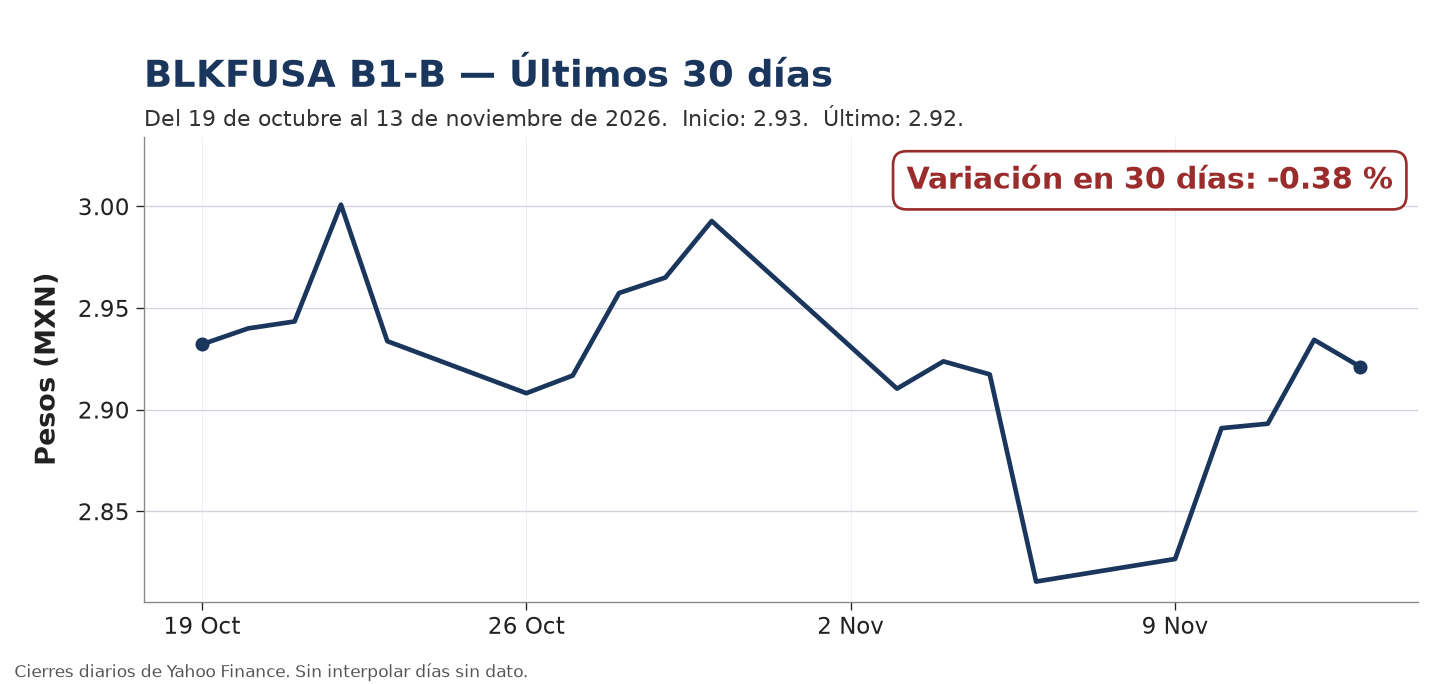 BLKFUSA B1-B — Últimos 30 días
Del 19 de octubre al 13 de noviembre de 2026.  Inicio: 2.93.  Último: 2.92.
Variación en 30 días: -0.38 %
Pesos (MXN)
3.00
2.95
2.90
2.85
19 Oct
26 Oct
2 Nov
9 Nov
Cierres diarios de Yahoo Finance. Sin interpolar días sin dato.